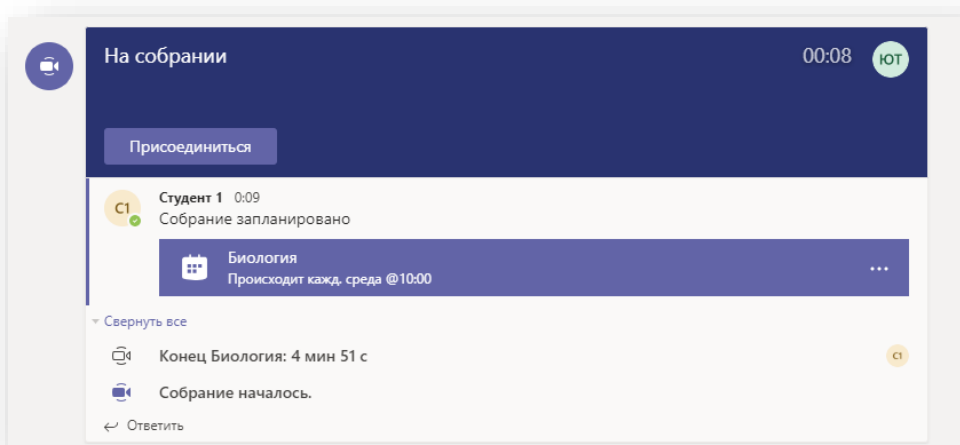 На собрании
00:08
ЮТ
Присоединиться
С1
Студент 1 0:09
Собрание запланировано
Биология
Происходит кажд. среда @10:00
Свернуть все
Конец Биология: 4 мин 51 с
С1
Собрание началось.
Ответить